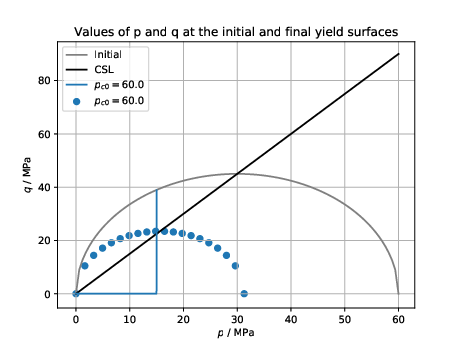 Values of p and q at the initial and final yield surfaces
Initial
CSL
p_{c0} = 60.0
p_{c0} = 60.0
80
60
40
20
0
q / MPa
0 10 20 30 40 50 60
p / MPa